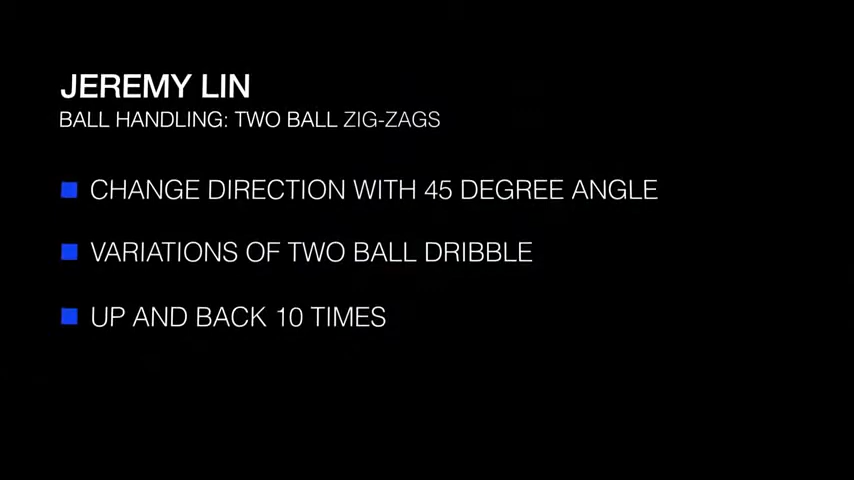 JEREMY LIN
BALL HANDLING: TWO BALL ZIG-ZAGS
CHANGE DIRECTION WITH 45 DEGREE ANGLE
VARIATIONS OF TWO BALL DRIBBLE
UP AND BACK 10 TIMES